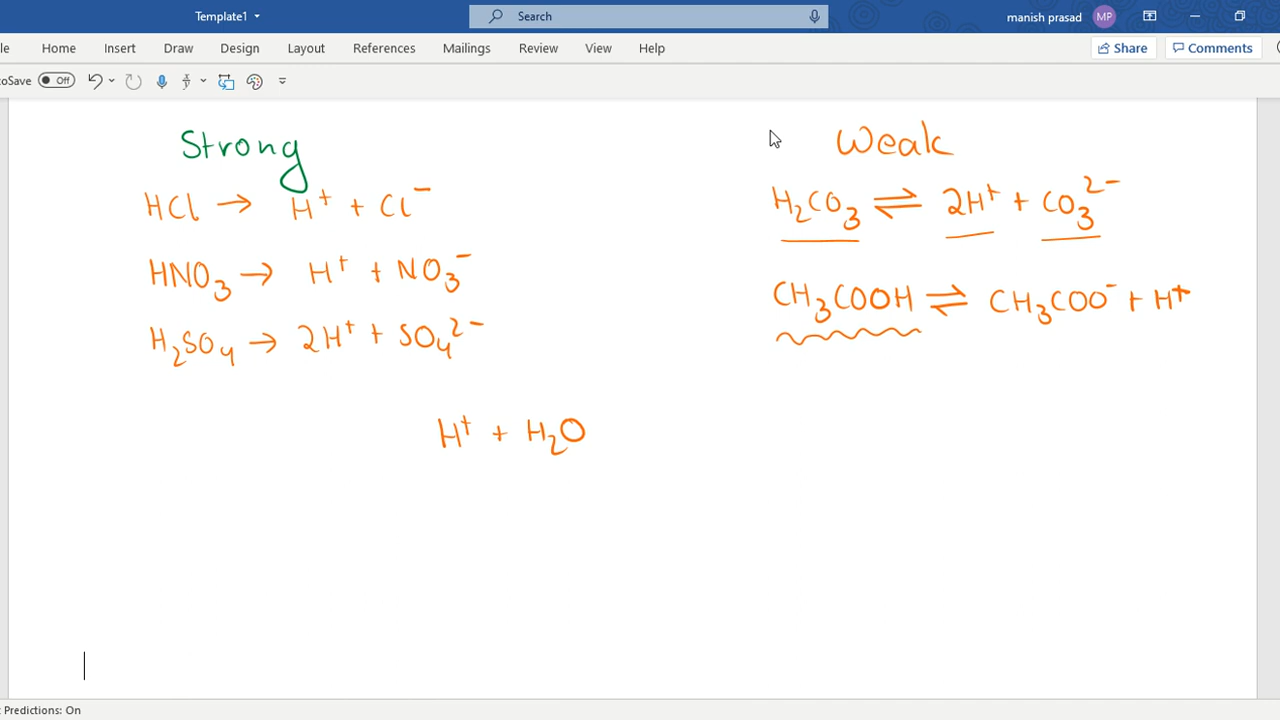 Template1
Search
manish prasad MP
le Home Insert Draw Design Layout References Mailings Review View Help
Share Comments
oSave Off
Strong
Weak
HCl → H⁺ + Cl⁻
H₂CO₃ ⇌ 2H⁺ + CO₃²⁻
HNO₃ → H⁺ + NO₃⁻
CH₃COOH ⇌ CH₃COO⁻ + H⁺
H₂SO₄ → 2H⁺ + SO₄²⁻
H⁺ + H₂O
Predictions: On